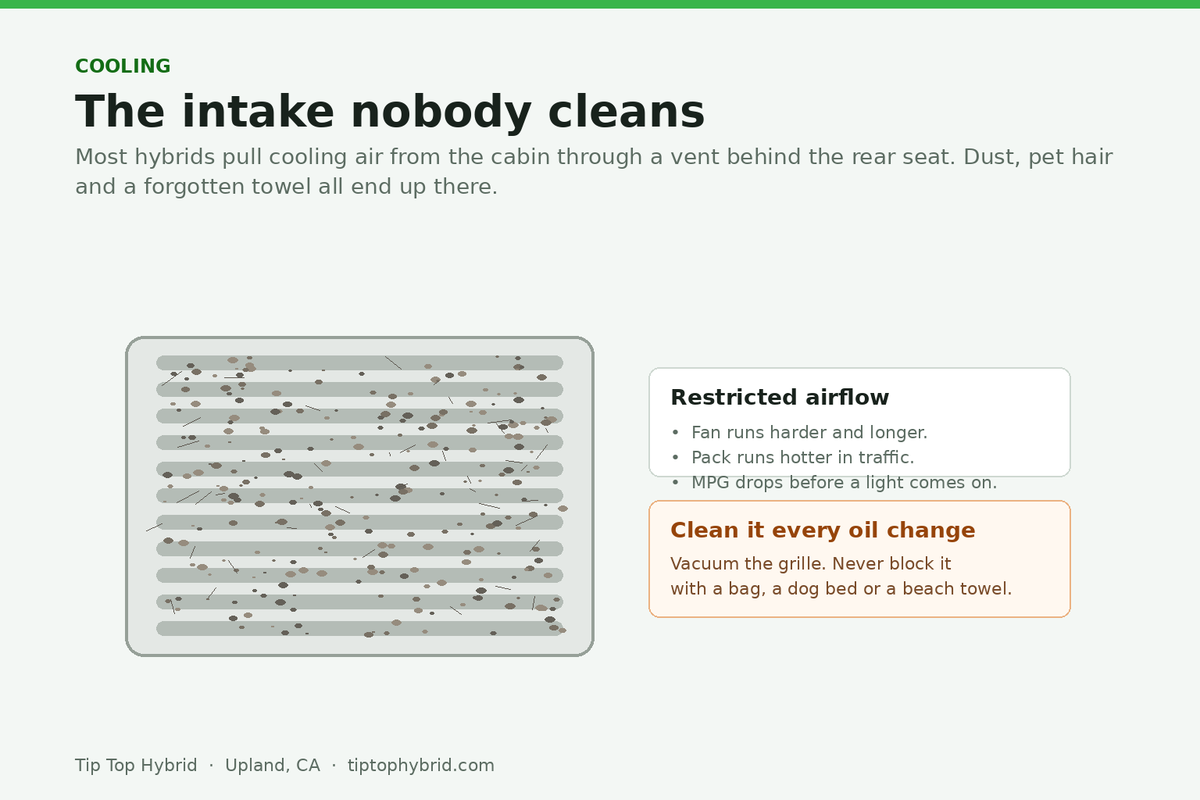 COOLING
The intake nobody cleans
Most hybrids pull cooling air from the cabin through a vent behind the rear seat. Dust, pet hair
and a forgotten towel all end up there.
Restricted airflow
• Fan runs harder and longer.
• Pack runs hotter in traffic.
• MPG drops before a light comes on.
Clean it every oil change
Vacuum the grille. Never block it
with a bag, a dog bed or a beach towel.
Tip Top Hybrid · Upland, CA · tiptophybrid.com